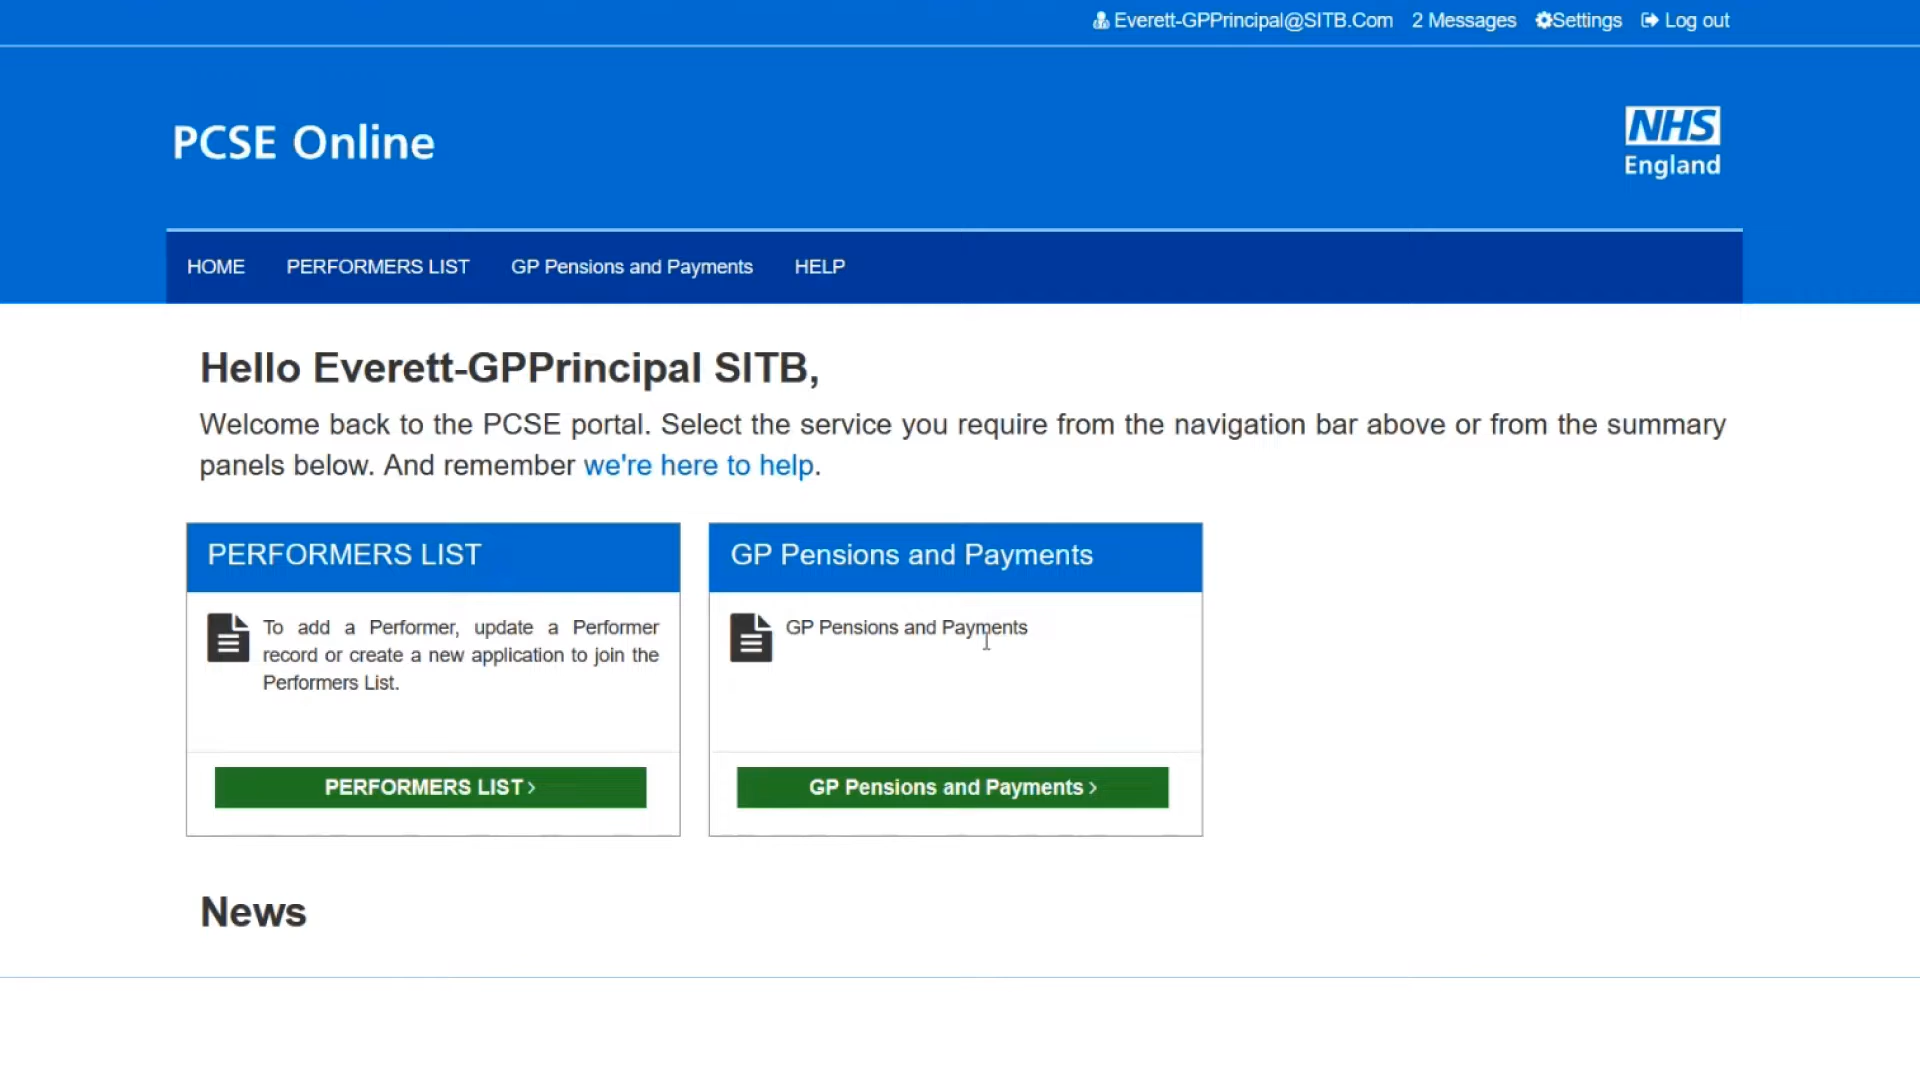 Everett-GPPrincipal@SITB.Com 2 Messages Settings Log out
PCSE Online
NHS
England
HOME PERFORMERS LIST GP Pensions and Payments HELP
Hello Everett-GPPrincipal SITB,
Welcome back to the PCSE portal. Select the service you require from the navigation bar above or from the summary
panels below. And remember we're here to help.
PERFORMERS LIST
To add a Performer, update a Performer
record or create a new application to join the
Performers List.
PERFORMERS LIST ›
GP Pensions and Payments
GP Pensions and Payments
GP Pensions and Payments ›
News